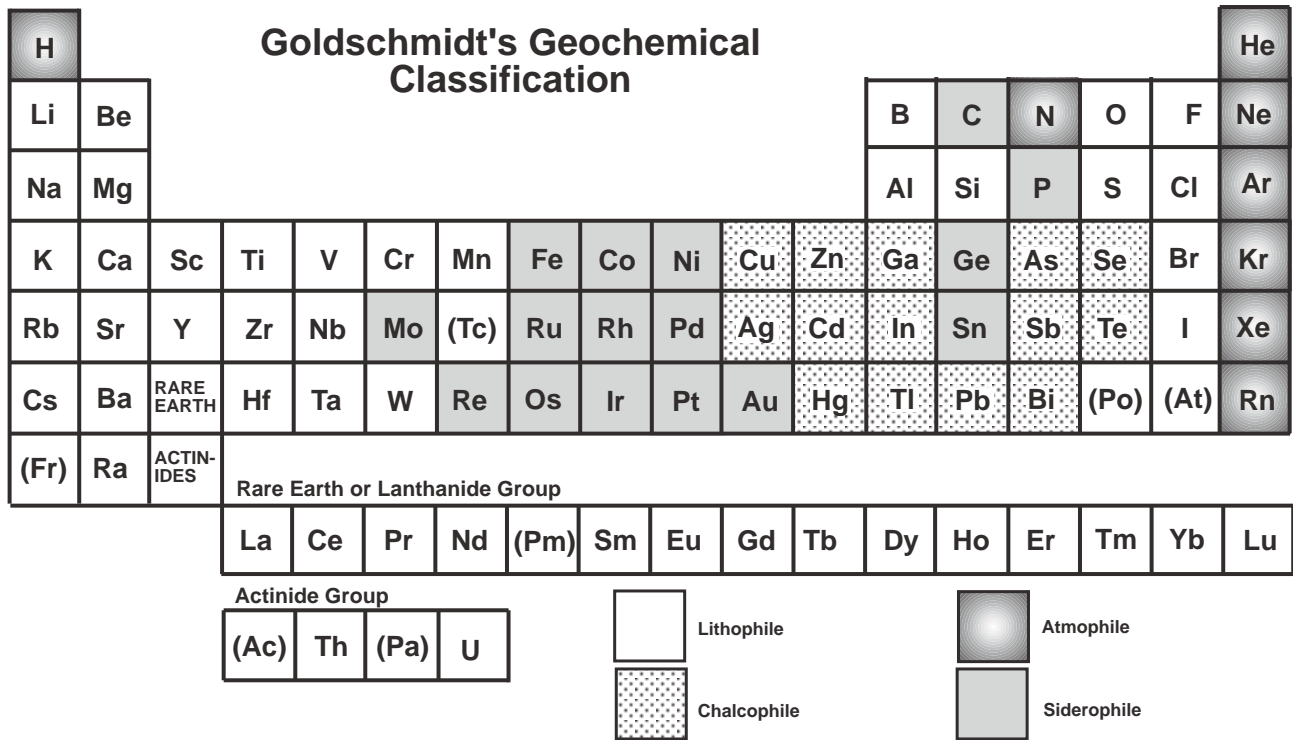 Goldschmidt's Geochemical
Classification
H He
Li Be B C N O F Ne
Na Mg Al Si P S Cl Ar
K Ca Sc Ti V Cr Mn Fe Co Ni Cu Zn Ga Ge As Se Br Kr
Rb Sr Y Zr Nb Mo (Tc) Ru Rh Pd Ag Cd In Sn Sb Te I Xe
Cs Ba RARE EARTH Hf Ta W Re Os Ir Pt Au Hg Tl Pb Bi (Po) (At) Rn
(Fr) Ra ACTIN-
IDES
Rare Earth or Lanthanide Group
La Ce Pr Nd (Pm) Sm Eu Gd Tb Dy Ho Er Tm Yb Lu
Actinide Group
(Ac) Th (Pa) U
Lithophile
Atmophile
Chalcophile
Siderophile